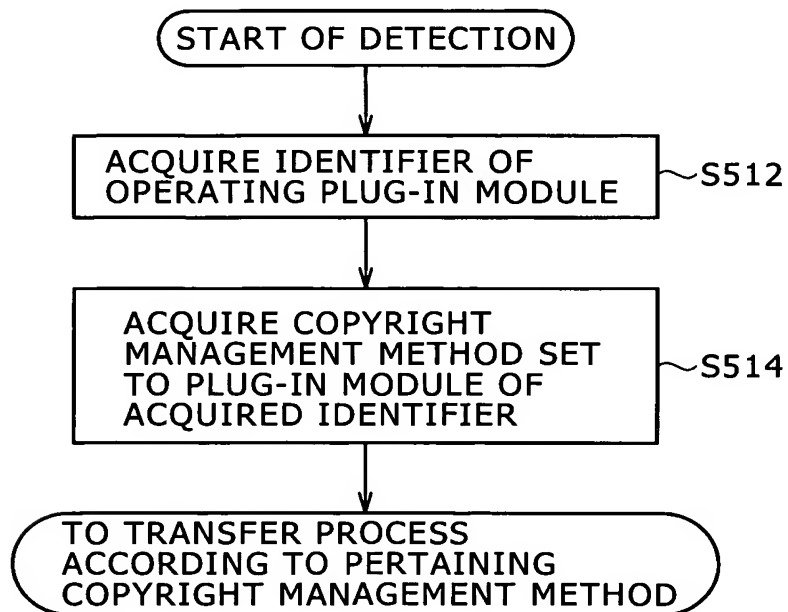 START OF DETECTION
ACQUIRE IDENTIFIER OF
OPERATING PLUG-IN MODULE
S512
ACQUIRE COPYRIGHT
MANAGEMENT METHOD SET
TO PLUG-IN MODULE OF
ACQUIRED IDENTIFIER
S514
TO TRANSFER PROCESS
ACCORDING TO PERTAINING
COPYRIGHT MANAGEMENT METHOD